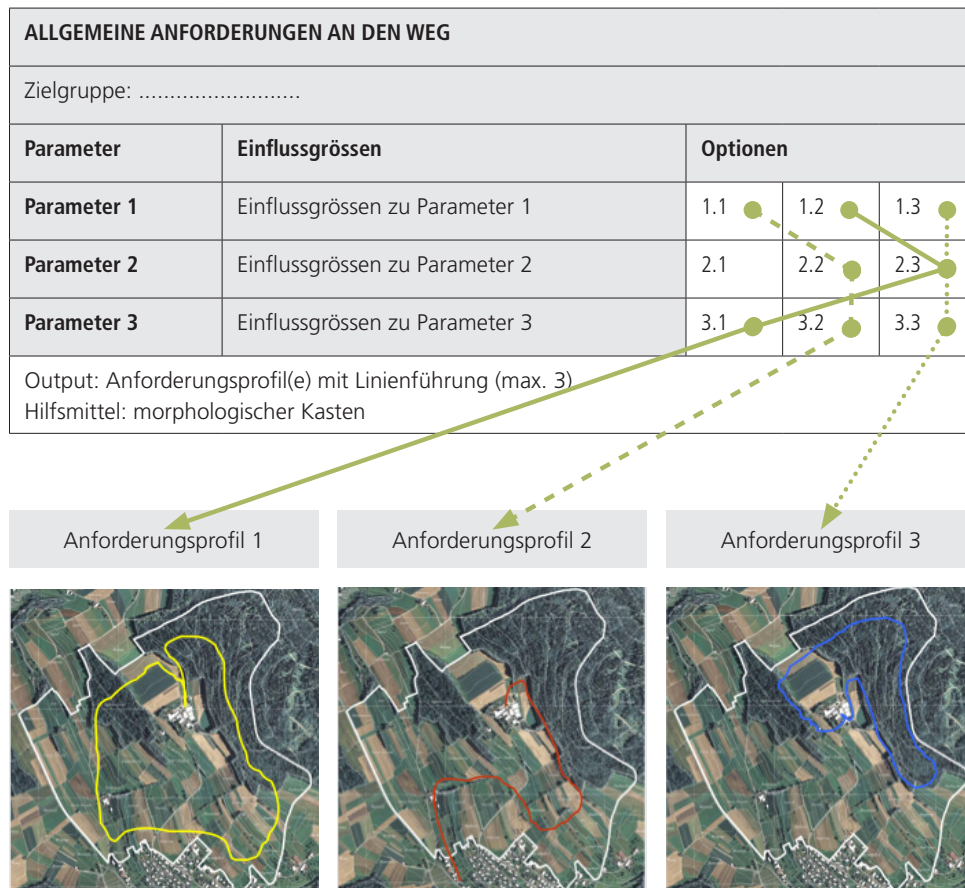 ALLGEMEINE ANFORDERUNGEN AN DEN WEG
Zielgruppe: ..........................
Parameter Einflussgrössen Optionen
Parameter 1 Einflussgrössen zu Parameter 1 1.1 1.2 1.3
Parameter 2 Einflussgrössen zu Parameter 2 2.1 2.2 2.3
Parameter 3 Einflussgrössen zu Parameter 3 3.1 3.2 3.3
Output: Anforderungsprofil(e) mit Linienführung (max. 3)
Hilfsmittel: morphologischer Kasten
Anforderungsprofil 1 Anforderungsprofil 2 Anforderungsprofil 3